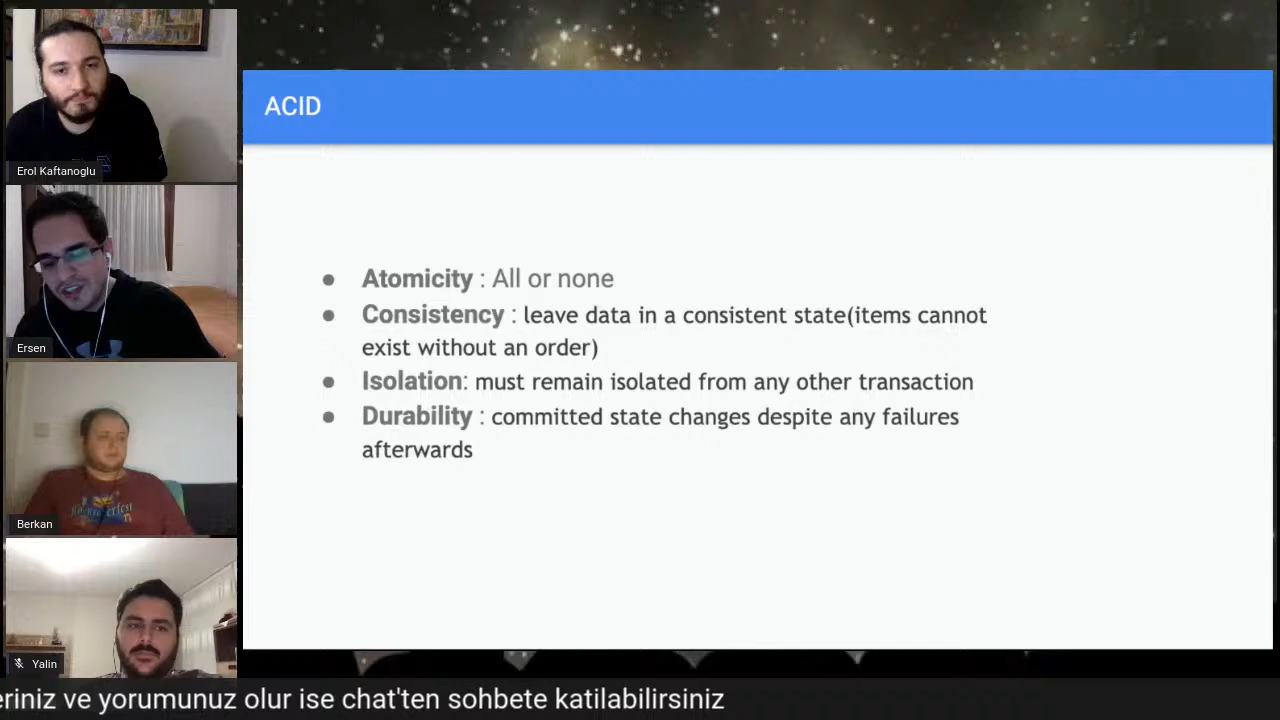 ACID
● Atomicity : All or none
● Consistency : leave data in a consistent state(items cannot
exist without an order)
● Isolation: must remain isolated from any other transaction
● Durability : committed state changes despite any failures
afterwards
Erol Kaftanoglu
Ersen
Berkan
Yalin
eriniz ve yorumunuz olur ise chat'ten sohbete katilabilirsiniz